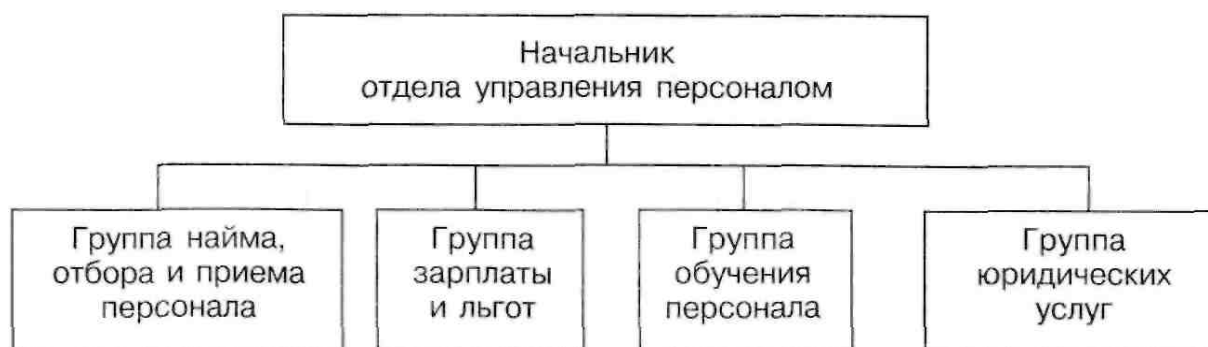 Начальник
отдела управления персоналом
Группа найма,
отбора и приема
персонала
Группа
зарплаты
и льгот
Группа
обучения
персонала
Группа
юридических
услуг